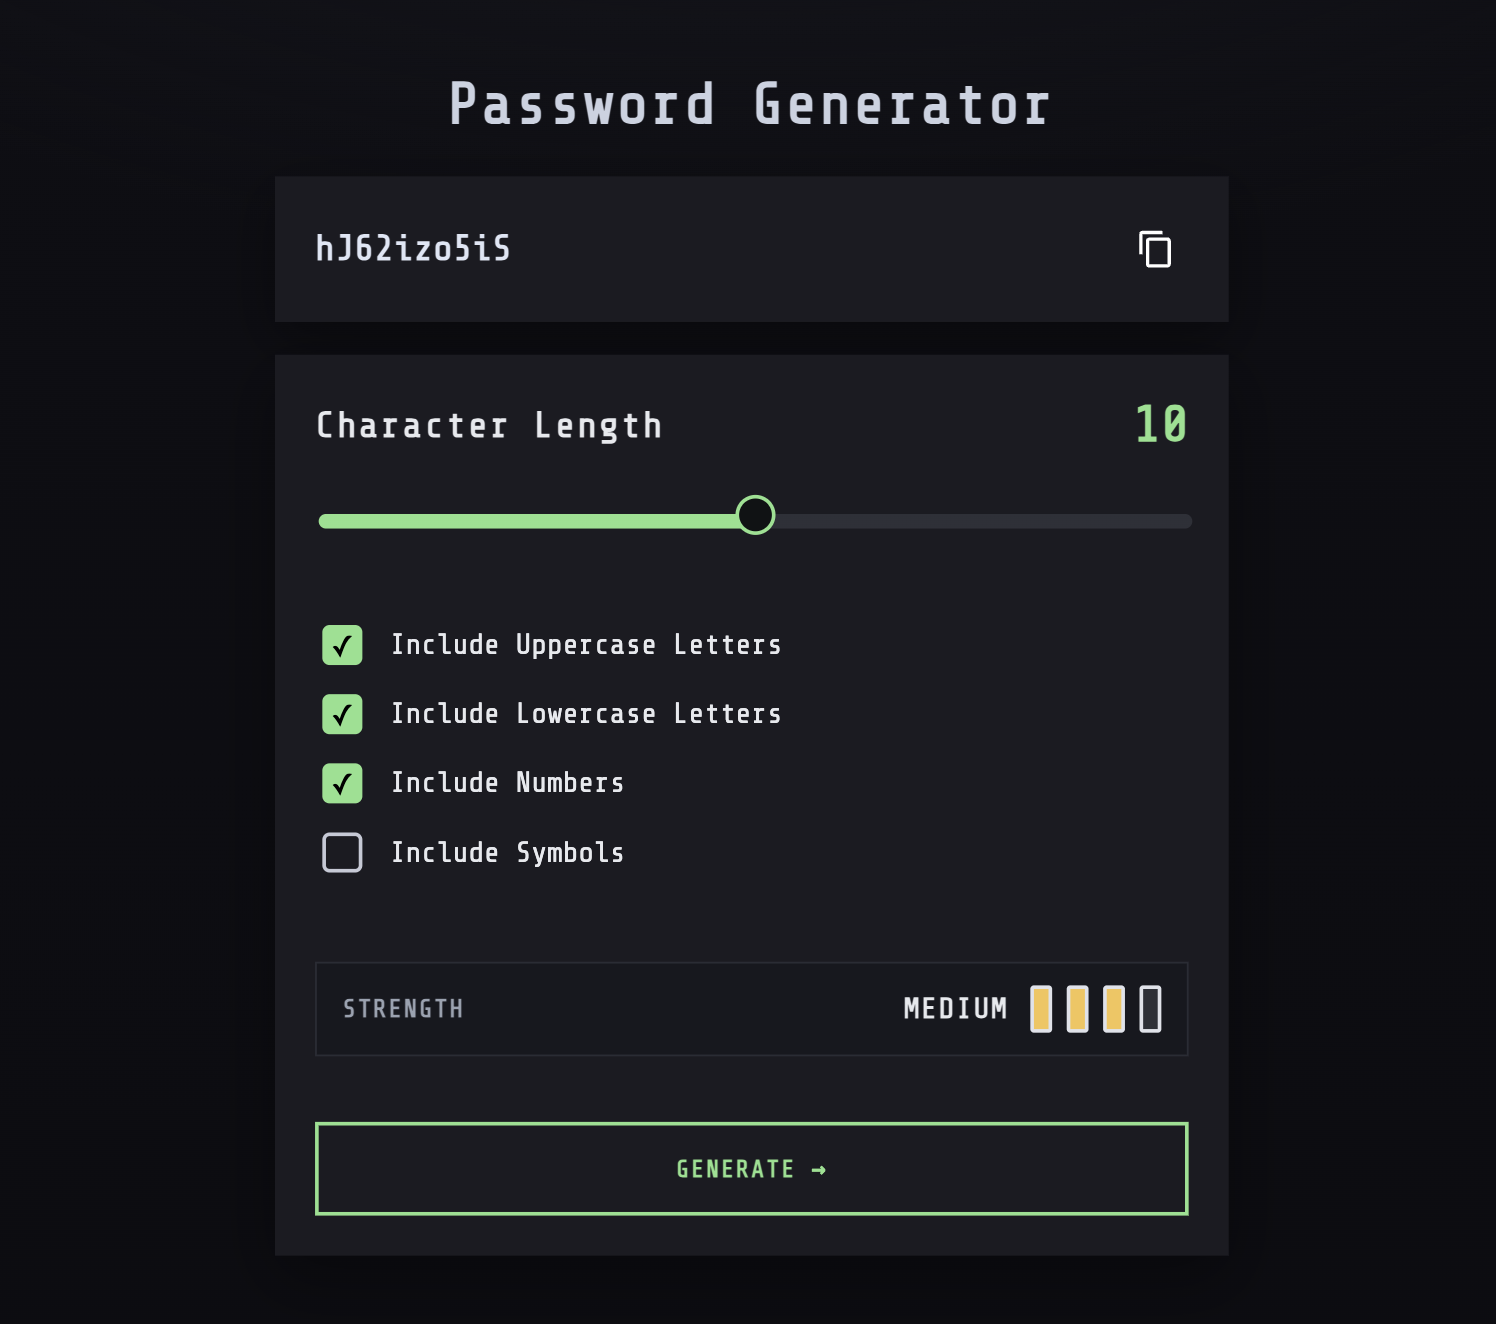 Password Generator
hJ62izo5iS
Character Length 10
Include Uppercase Letters
Include Lowercase Letters
Include Numbers
Include Symbols
STRENGTH MEDIUM
GENERATE →